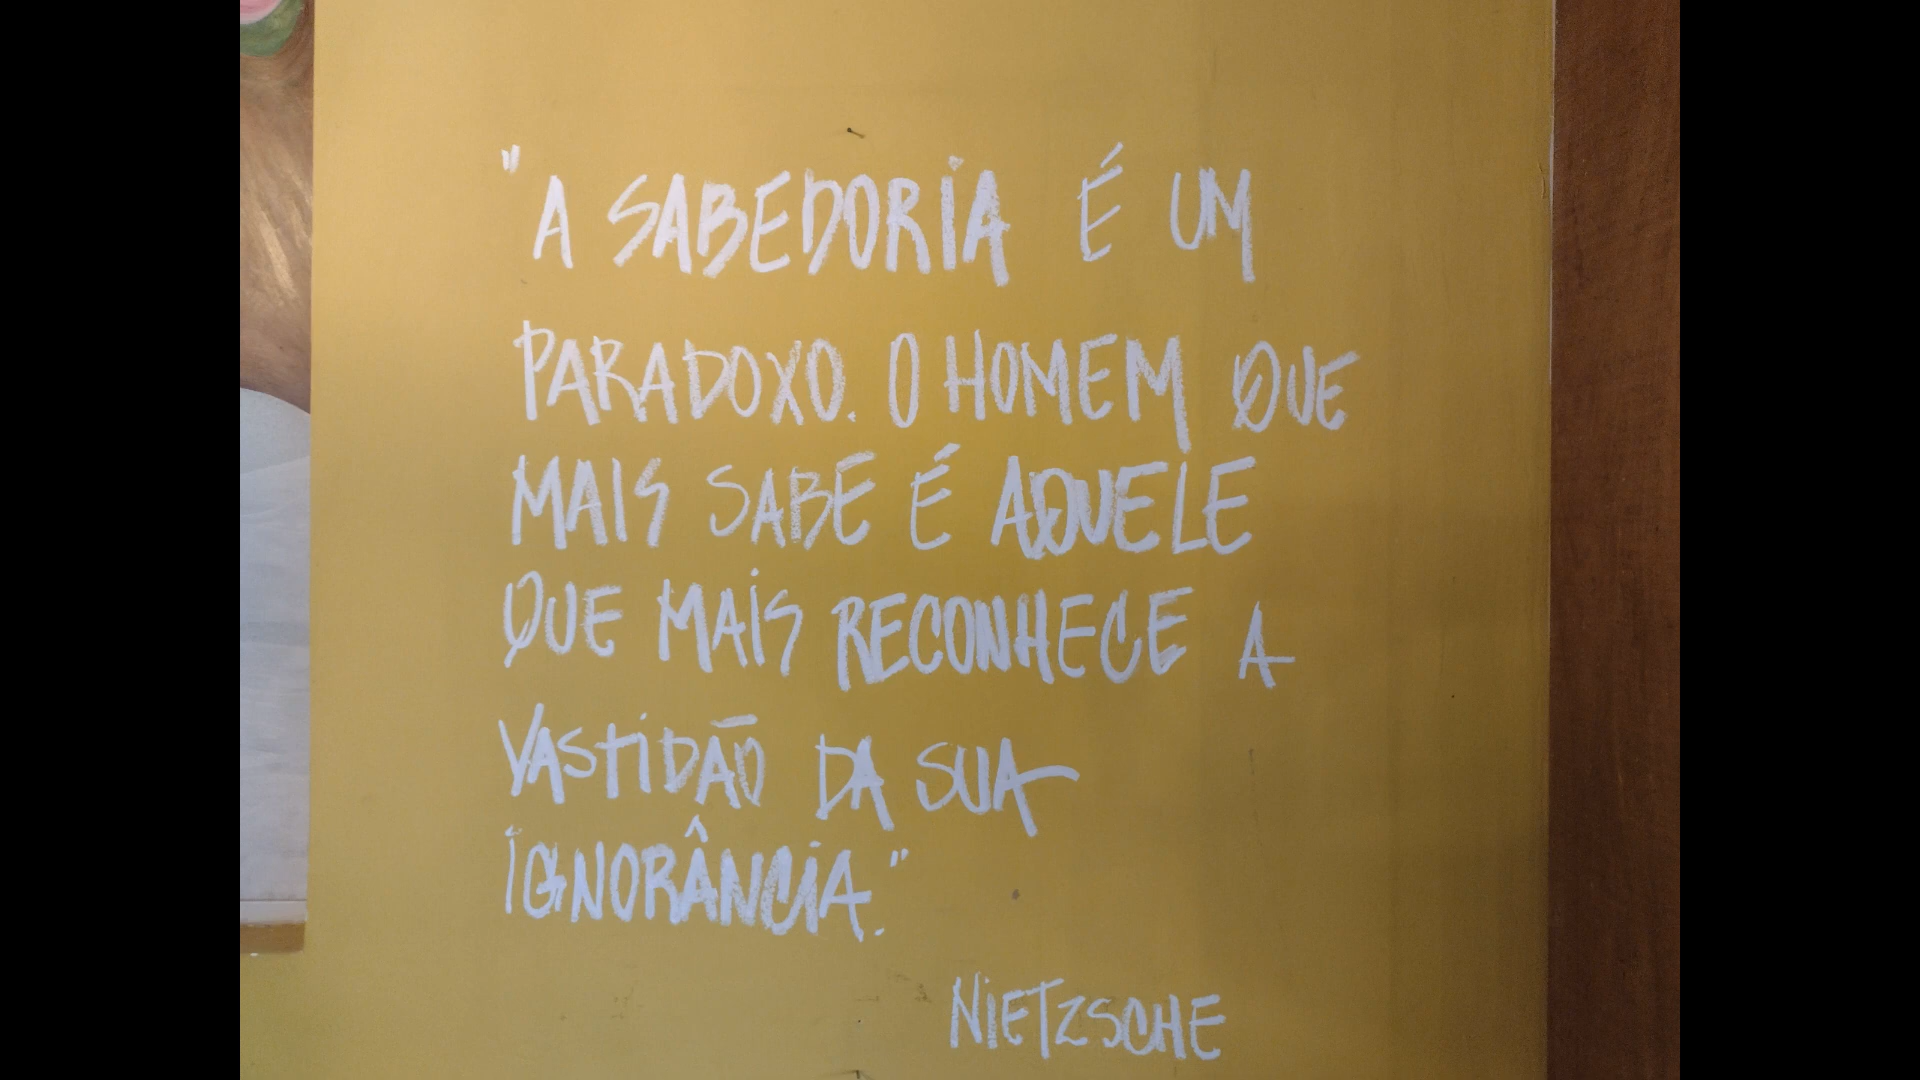 "A SABEDORIA É UM
PARADOXO. O HOMEM QUE
MAIS SABE É AQUELE
QUE MAIS RECONHECE A
VASTIDÃO DA SUA
IGNORÂNCIA."
NIETZSCHE